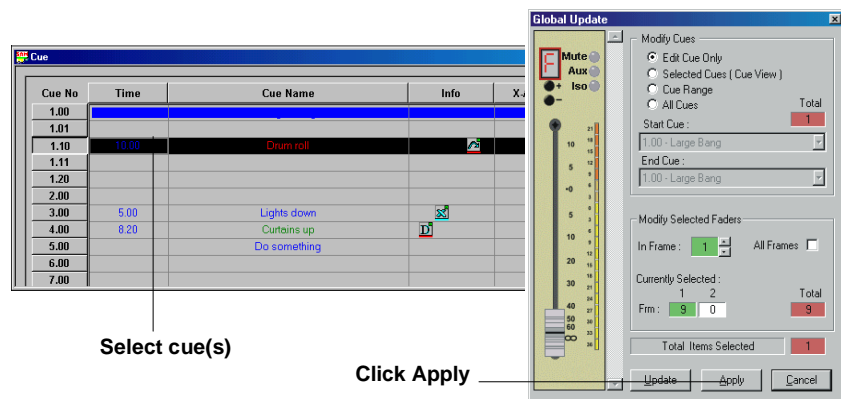 Global Update
Cue
Cue No Time Cue Name Info X-
1.00
1.01
1.10 Drum roll
1.11
1.20
2.00
3.00 5.00 Lights down
4.00 8.20 Curtains up D
5.00 Do something
6.00
7.00
Select cue(s)
Click Apply
F
Mute
Aux
+ Iso
-
10
5
-0
5
10
20
30
40
50
60
∞
Modify Cues
Edit Cue Only
Selected Cues ( Cue View )
Cue Range
All Cues Total
1
Start Cue :
1.00 - Large Bang
End Cue :
1.00 - Large Bang
Modify Selected Faders
In Frame : 1 All Frames
Currently Selected :
1 2 Total
Frm : 9 0 9
Total Items Selected 1
Update Apply Cancel